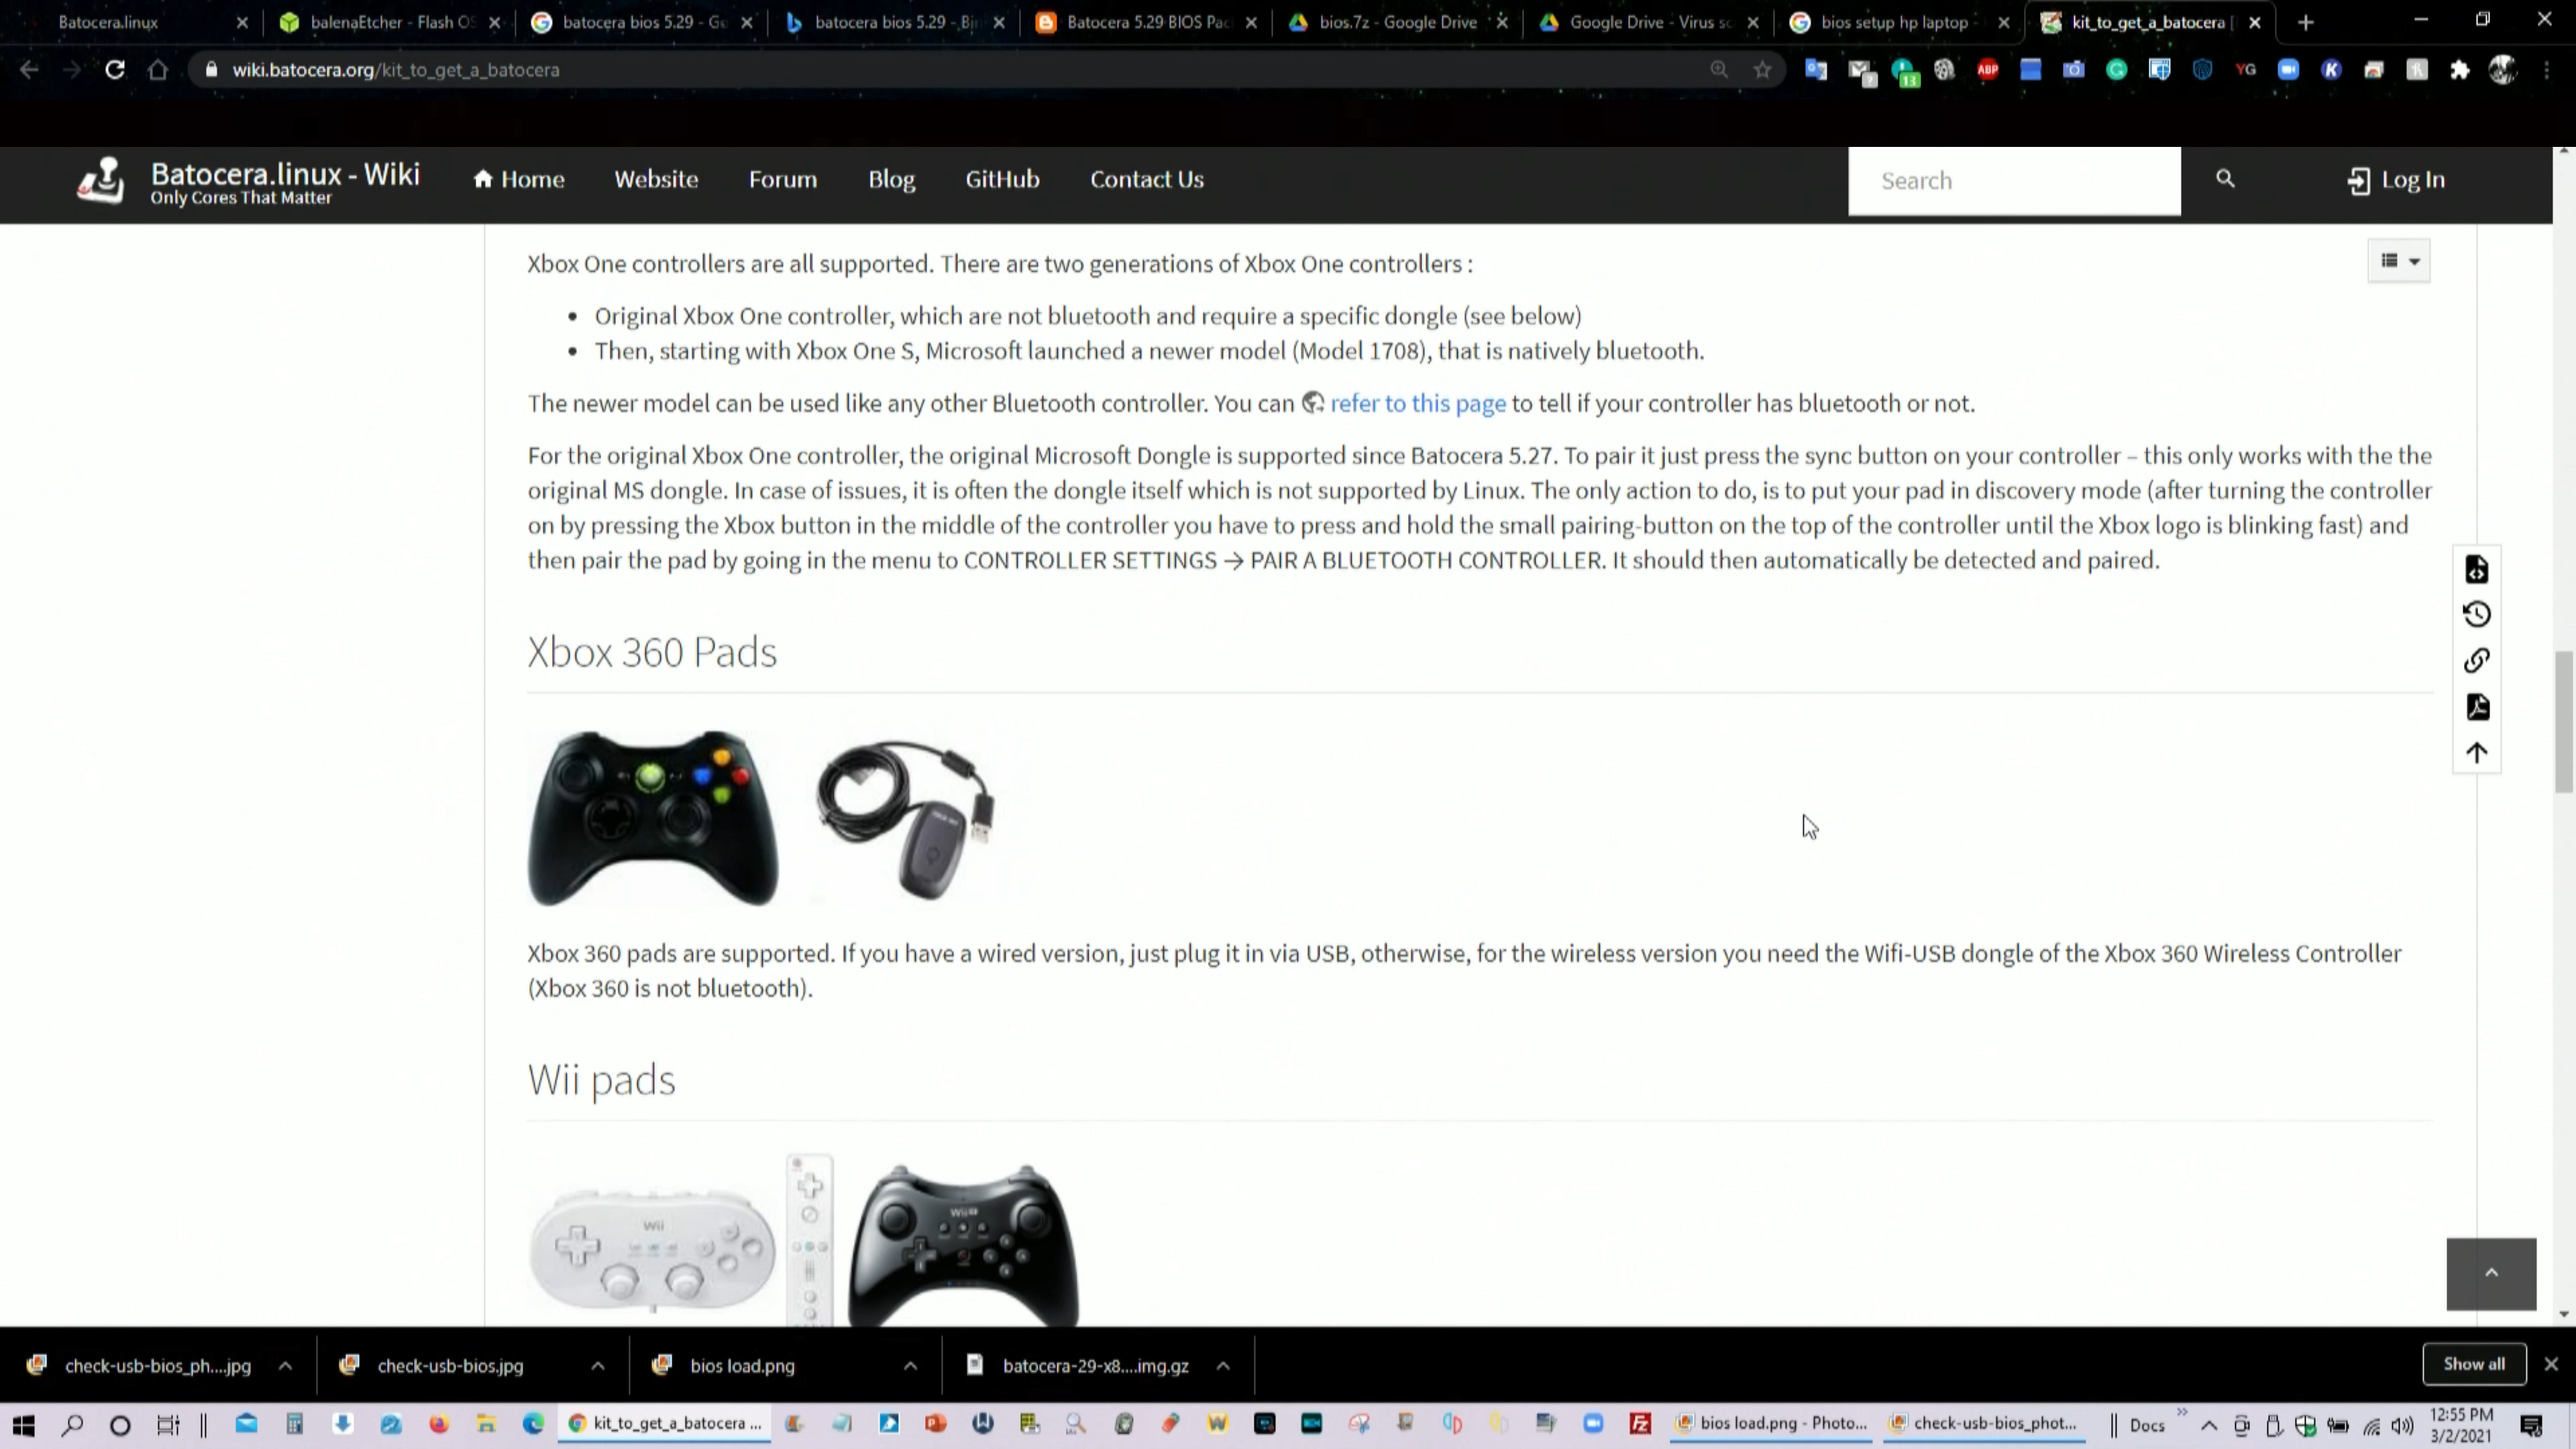 Batocera.linux
balenaEtcher - Flash OS
batocera bios 5.29 - Go
batocera bios 5.29 - Bin
Batocera 5.29 BIOS Pac
bios.7z - Google Drive
Google Drive - Virus sc
bios setup hp laptop
kit_to_get_a_batocera [
wiki.batocera.org/kit_to_get_a_batocera
13
ABP
YG
K
Batocera.linux - Wiki
Only Cores That Matter
Home
Website
Forum
Blog
GitHub
Contact Us
Search
Log In
Xbox One controllers are all supported. There are two generations of Xbox One controllers :
• Original Xbox One controller, which are not bluetooth and require a specific dongle (see below)
• Then, starting with Xbox One S, Microsoft launched a newer model (Model 1708), that is natively bluetooth.
The newer model can be used like any other Bluetooth controller. You can refer to this page to tell if your controller has bluetooth or not.
For the original Xbox One controller, the original Microsoft Dongle is supported since Batocera 5.27. To pair it just press the sync button on your controller – this only works with the the
original MS dongle. In case of issues, it is often the dongle itself which is not supported by Linux. The only action to do, is to put your pad in discovery mode (after turning the controller
on by pressing the Xbox button in the middle of the controller you have to press and hold the small pairing-button on the top of the controller until the Xbox logo is blinking fast) and
then pair the pad by going in the menu to CONTROLLER SETTINGS → PAIR A BLUETOOTH CONTROLLER. It should then automatically be detected and paired.
Xbox 360 Pads
Xbox 360 pads are supported. If you have a wired version, just plug it in via USB, otherwise, for the wireless version you need the Wifi-USB dongle of the Xbox 360 Wireless Controller
(Xbox 360 is not bluetooth).
Wii pads
Wii
check-usb-bios_ph....jpg
check-usb-bios.jpg
bios load.png
batocera-29-x8....img.gz
Show all
kit_to_get_a_batocera ...
Fz
bios load.png - Photo...
check-usb-bios_phot...
Docs
12:55 PM
3/2/2021